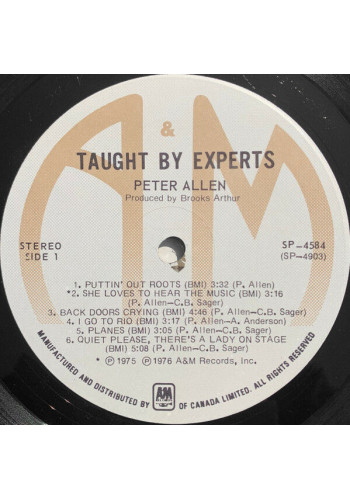 A&M
TAUGHT BY EXPERTS
PETER ALLEN
Produced by Brooks Arthur
STEREO
SIDE 1
SP-4584
(SP-4903)
1. PUTTIN' OUT ROOTS (BMI) 3:32 (P. Allen)
*2. SHE LOVES TO HEAR THE MUSIC (BMI) 3:16
(P. Allen-C.B. Sager)
3. BACK DOORS CRYING (BMI) 4:46 (P. Allen-C.B. Sager)
4. I GO TO RIO (BMI) 3:17 (P. Allen-A. Anderson)
5. PLANES (BMI) 3:05 (P. Allen-C.B. Sager)
6. QUIET PLEASE, THERE'S A LADY ON STAGE
(BMI) 5:08 (P. Allen-C.B. Sager)
* Ⓟ 1975 Ⓟ 1976 A&M Records, Inc.
A&M
MANUFACTURED AND DISTRIBUTED BY OF CANADA LIMITED. ALL RIGHTS RESERVED